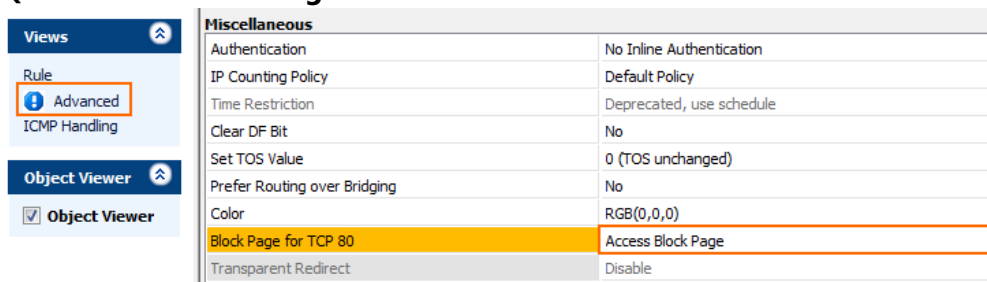 Views
Rule
Advanced
ICMP Handling
Object Viewer
Object Viewer
Miscellaneous
Authentication No Inline Authentication
IP Counting Policy Default Policy
Time Restriction Deprecated, use schedule
Clear DF Bit No
Set TOS Value 0 (TOS unchanged)
Prefer Routing over Bridging No
Color RGB(0,0,0)
Block Page for TCP 80 Access Block Page
Transparent Redirect Disable